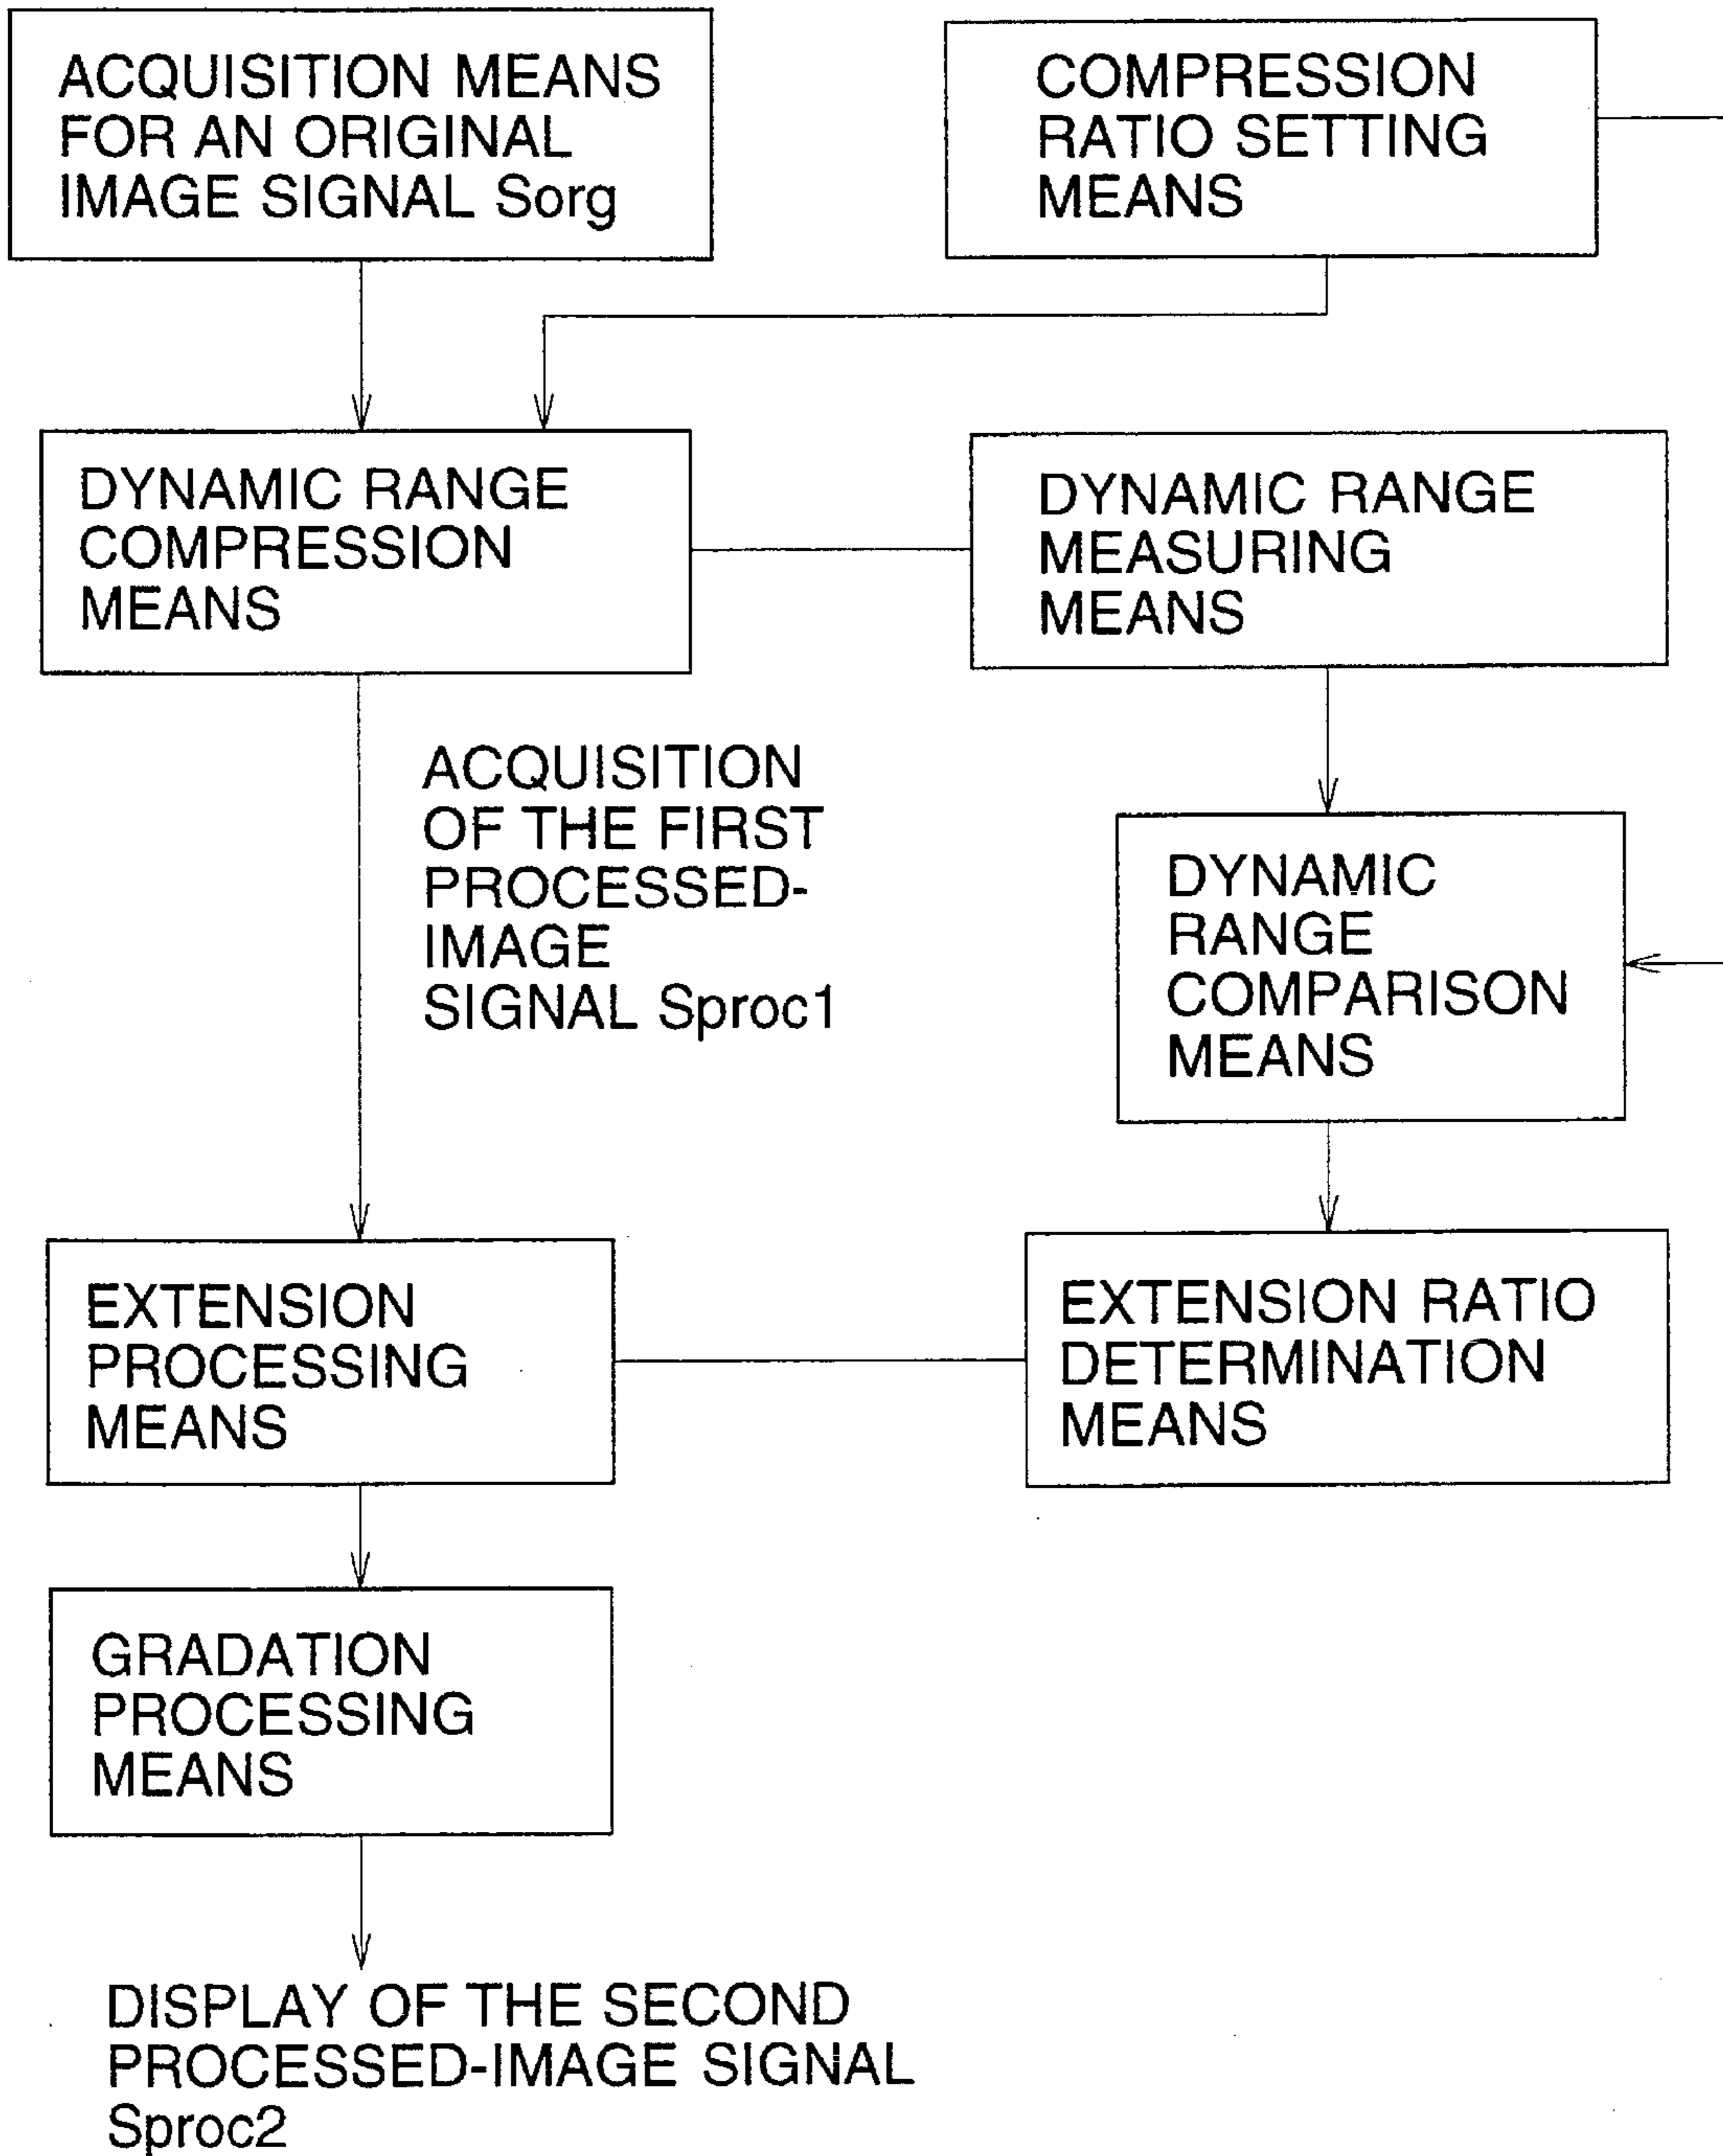 ACQUISITION MEANS
FOR AN ORIGINAL
IMAGE SIGNAL Sorg
COMPRESSION
RATIO SETTING
MEANS
DYNAMIC RANGE
COMPRESSION
MEANS
DYNAMIC RANGE
MEASURING
MEANS
ACQUISITION
OF THE FIRST
PROCESSED-
IMAGE
SIGNAL Sproc1
DYNAMIC
RANGE
COMPARISON
MEANS
EXTENSION
PROCESSING
MEANS
EXTENSION RATIO
DETERMINATION
MEANS
GRADATION
PROCESSING
MEANS
DISPLAY OF THE SECOND
PROCESSED-IMAGE SIGNAL
Sproc2